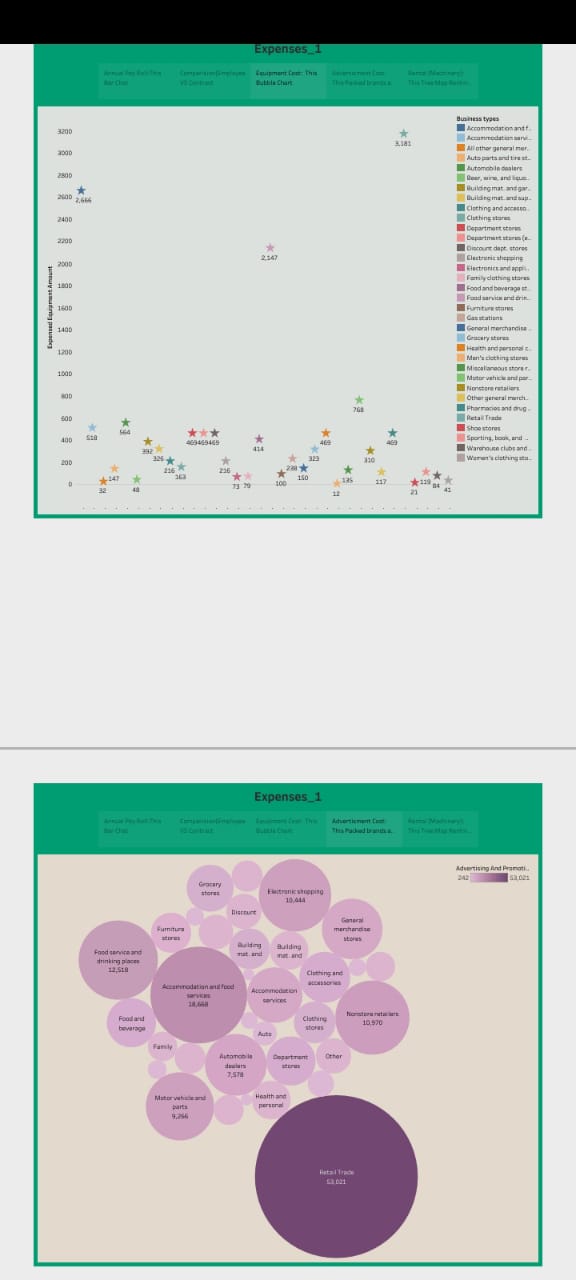 Expenses_1
Annual Pay Roll:This
Bar Chat
Comparision(Employee
VS Contract
Equipment Cost: This
Bubble Chart
Advertisment Cost:
This Packed brands a..
Rental (Machinery):
This Tree Map Rentin..
Expensed Equipment Amount
3200
3000
2800
2600
2400
2200
2000
1800
1600
1400
1200
1000
800
600
400
200
0
2,666
518
32
147
564
48
392
326
216
163
469
469
469
216
73
79
414
2,147
100
238
150
323
469
12
135
768
310
117
469
3,181
21
119
84
41
Business types
Accommodation and f..
Accommodation servi..
All other general mer..
Auto parts and tire st..
Automobile dealers
Beer, wine, and liquo..
Building mat. and gar..
Building mat. and sup..
Clothing and accesso..
Clothing stores
Department stores
Department stores (e..
Discount dept. stores
Electronic shopping
Electronics and appli..
Family clothing stores
Food and beverage st..
Food service and drin..
Furniture stores
Gas stations
General merchandise ..
Grocery stores
Health and personal c..
Men's clothing stores
Miscellaneous store r..
Motor vehicle and par..
Nonstore retailers
Other general merch..
Pharmacies and drug ..
Retail Trade
Shoe stores
Sporting, book, and ..
Warehouse clubs and ..
Women's clothing sto..
Expenses_1
Annual Pay Roll:This
Bar Chat
Comparision(Employee
VS Contract
Equipment Cost: This
Bubble Chart
Advertisment Cost:
This Packed brands a..
Rental (Machinery):
This Tree Map Rentin..
Advertising And Promoti..
242
53,021
Grocery
stores
Electronic shopping
10,444
Discount
General
merchandise
stores
Furniture
stores
Building
mat. and
Building
mat. and
Food service and
drinking places
12,518
Accommodation and food
services
18,668
Accommodation
services
Clothing and
accessories
Food and
beverage
Clothing
stores
Nonstore retailers
10,970
Auto
Family
Automobile
dealers
7,578
Department
stores
Other
Motor vehicle and
parts
9,266
Health and
personal
Retail Trade
53,021